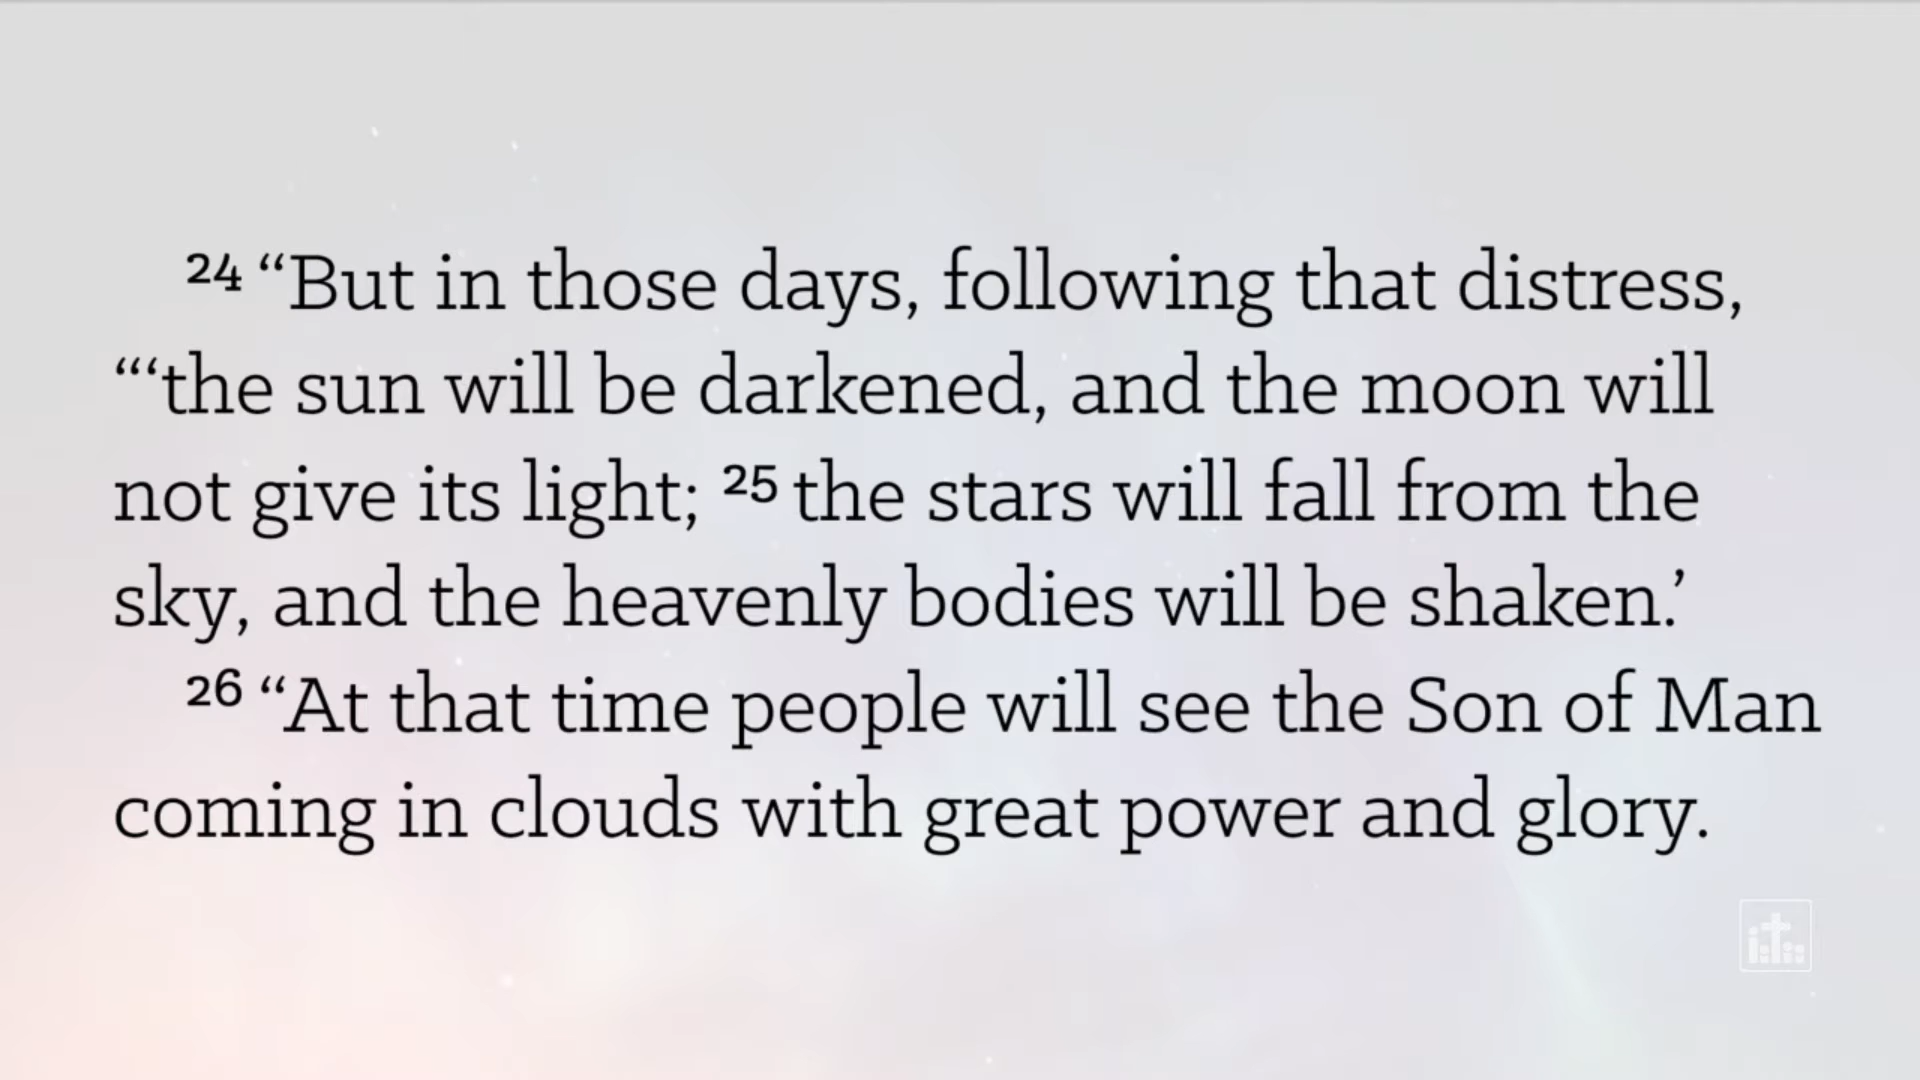 24 “But in those days, following that distress,
“‘the sun will be darkened, and the moon will
not give its light; 25 the stars will fall from the
sky, and the heavenly bodies will be shaken.’
26 “At that time people will see the Son of Man
coming in clouds with great power and glory.